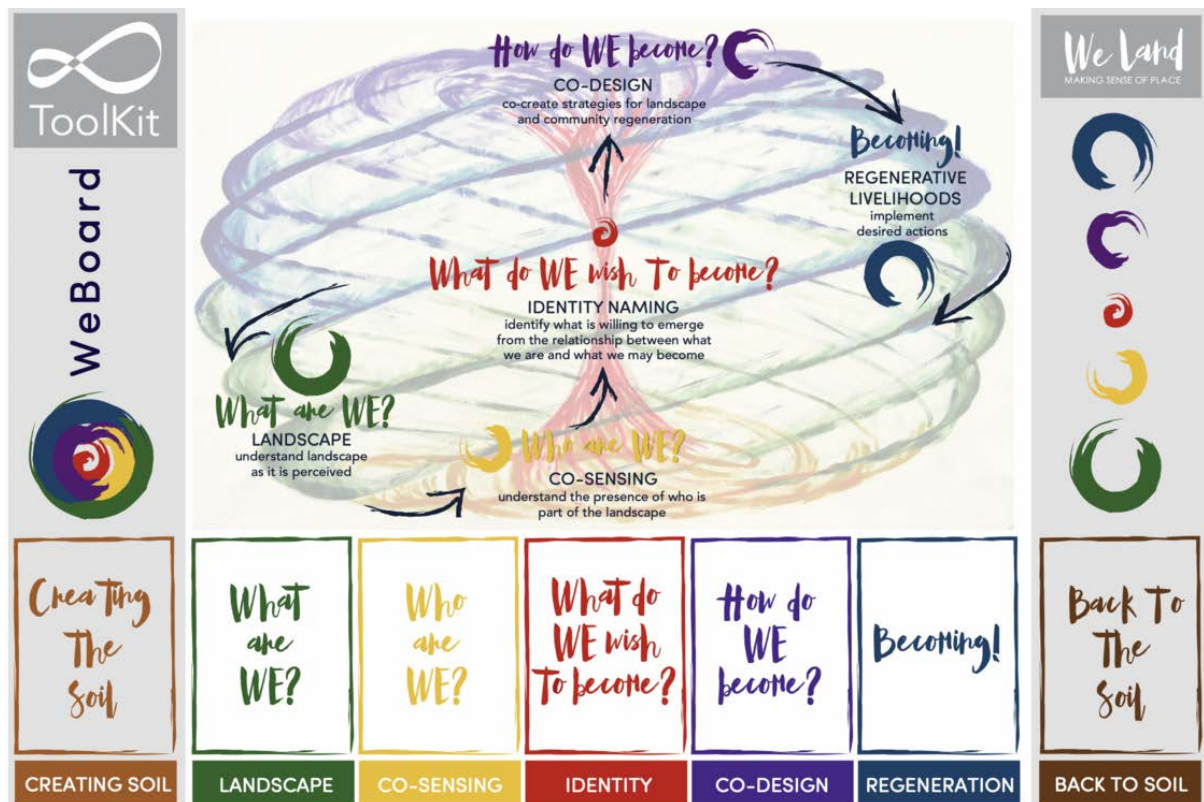 ToolKit
WeBoard
How do WE become?
CO-DESIGN
co-create strategies for landscape
and community regeneration
Becoming!
REGENERATIVE
LIVELIHOODS
implement
desired actions
What do WE wish To become?
IDENTITY NAMING
identify what is willing to emerge
from the relationship between what
we are and what we may become
What are WE?
LANDSCAPE
understand landscape
as it is perceived
Who are WE?
CO-SENSING
understand the presence of who is
part of the landscape
We Land
MAKING SENSE OF PLACE
Creating
The
Soil
CREATING SOIL
What
are
WE?
LANDSCAPE
Who
are
WE?
CO-SENSING
What do
WE wish
To become?
IDENTITY
How do
WE
become?
CO-DESIGN
Becoming!
REGENERATION
Back To
The
Soil
BACK TO SOIL